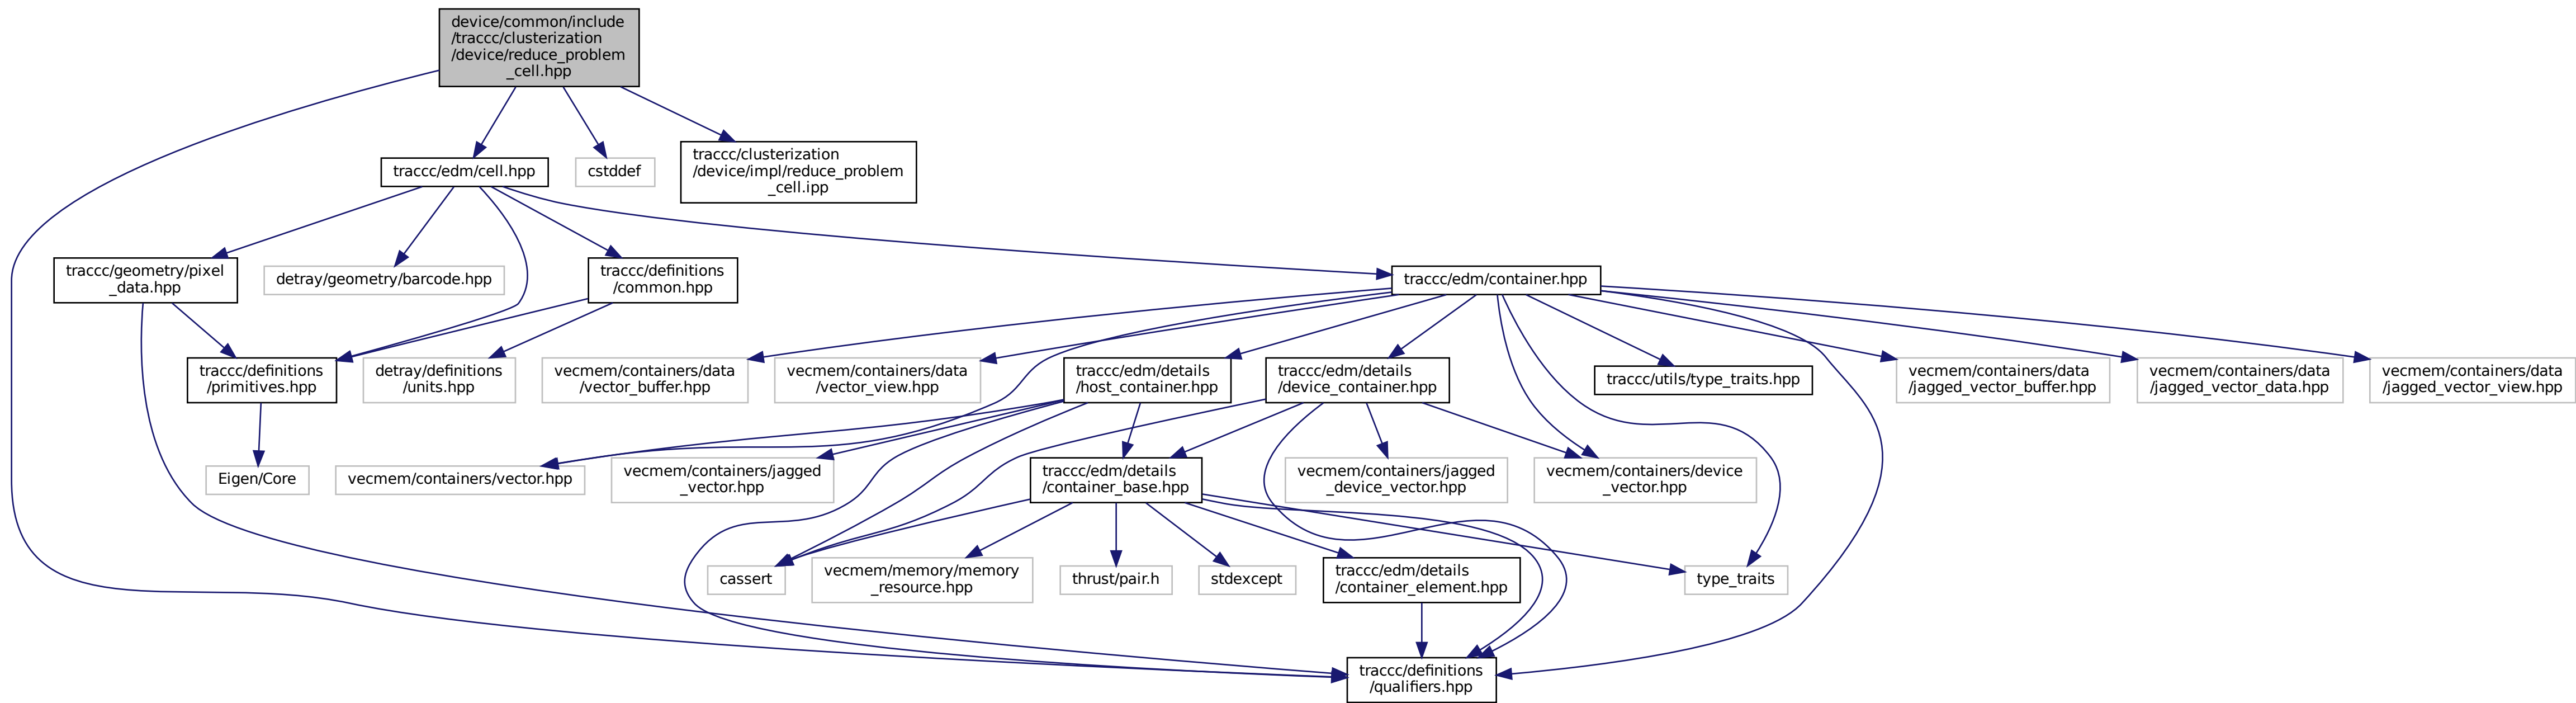 device/common/include
/traccc/clusterization
/device/reduce_problem
_cell.hpp
traccc/edm/cell.hpp
cstddef
traccc/clusterization
/device/impl/reduce_problem
_cell.ipp
traccc/geometry/pixel
_data.hpp
detray/geometry/barcode.hpp
traccc/definitions
/common.hpp
traccc/edm/container.hpp
traccc/definitions
/primitives.hpp
detray/definitions
/units.hpp
vecmem/containers/data
/vector_buffer.hpp
vecmem/containers/data
/vector_view.hpp
traccc/edm/details
/host_container.hpp
traccc/edm/details
/device_container.hpp
traccc/utils/type_traits.hpp
vecmem/containers/data
/jagged_vector_buffer.hpp
vecmem/containers/data
/jagged_vector_data.hpp
vecmem/containers/data
/jagged_vector_view.hpp
Eigen/Core
vecmem/containers/vector.hpp
vecmem/containers/jagged
_vector.hpp
traccc/edm/details
/container_base.hpp
vecmem/containers/jagged
_device_vector.hpp
vecmem/containers/device
_vector.hpp
cassert
vecmem/memory/memory
_resource.hpp
thrust/pair.h
stdexcept
traccc/edm/details
/container_element.hpp
type_traits
traccc/definitions
/qualifiers.hpp